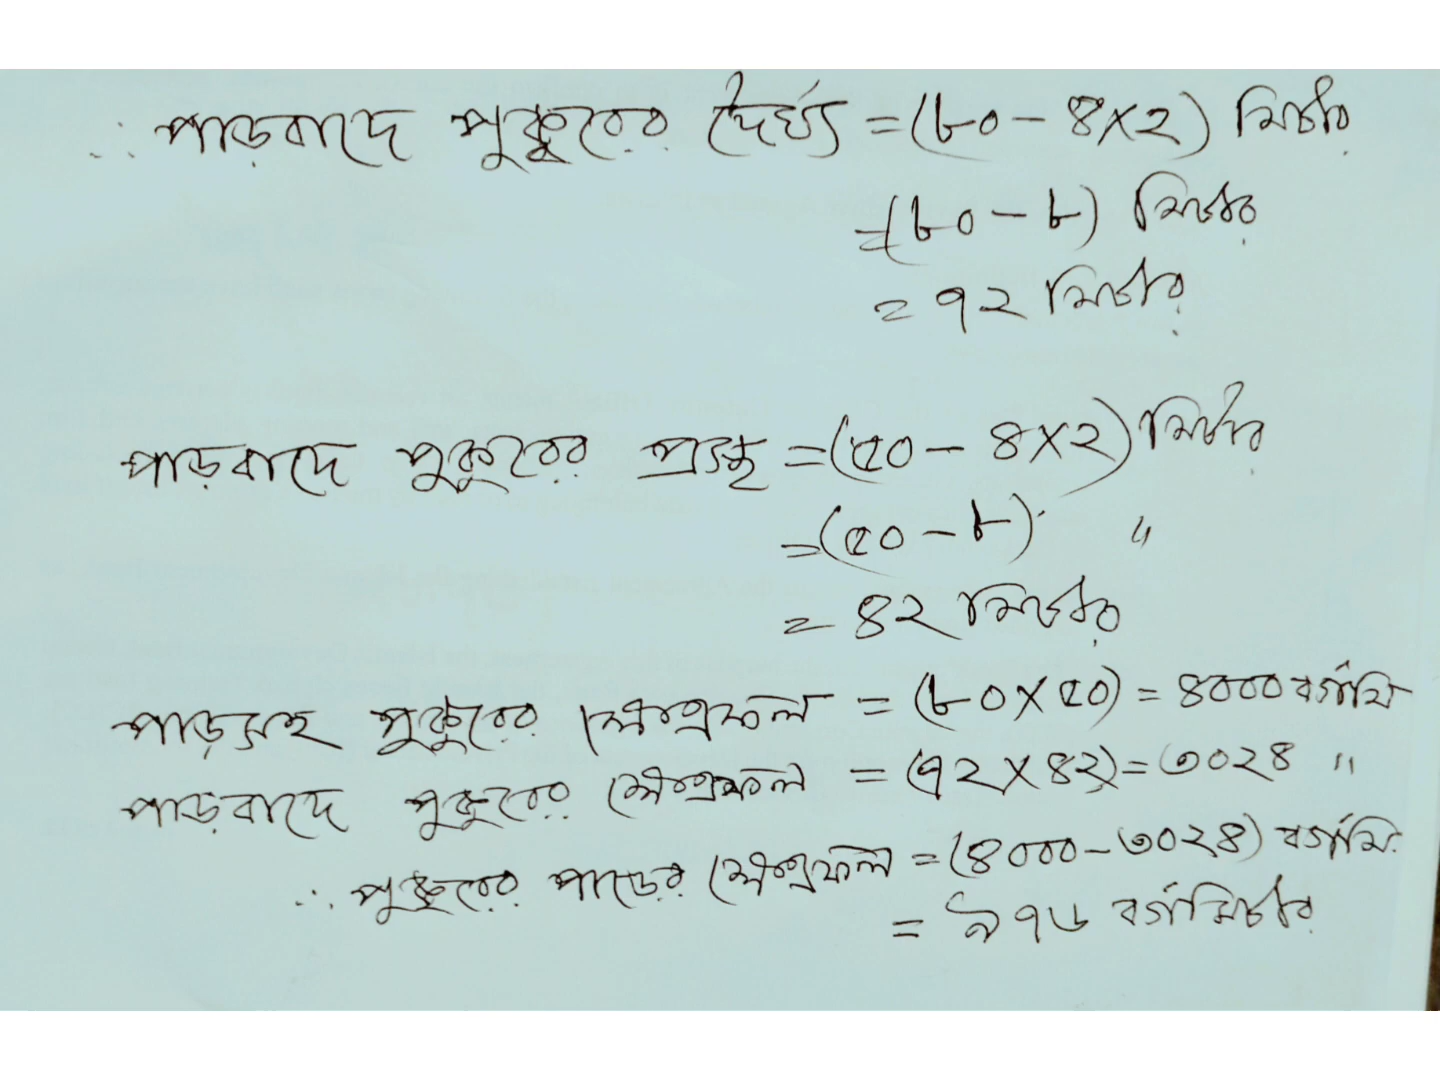 ∴ পাড়বাদে পুকুরের দৈর্ঘ্য = (৮০ - ৪×২) মিটার
= (৮০ - ৮) মিটার
= ৭২ মিটার
পাড়বাদে পুকুরের প্রস্থ = (৫০ - ৪×২) মিটার
= (৫০ - ৮) "
= ৪২ মিটার
পাড়সহ পুকুরের ক্ষেত্রফল = (৮০×৫০) = ৪০০০ বর্গমি
পাড়বাদে পুকুরের ক্ষেত্রফল = (৭২×৪২) = ৩০২৪ "
∴ পুকুরের পাড়ের ক্ষেত্রফল = (৪০০০ - ৩০২৪) বর্গমি
= ৯৭৬ বর্গমিটার